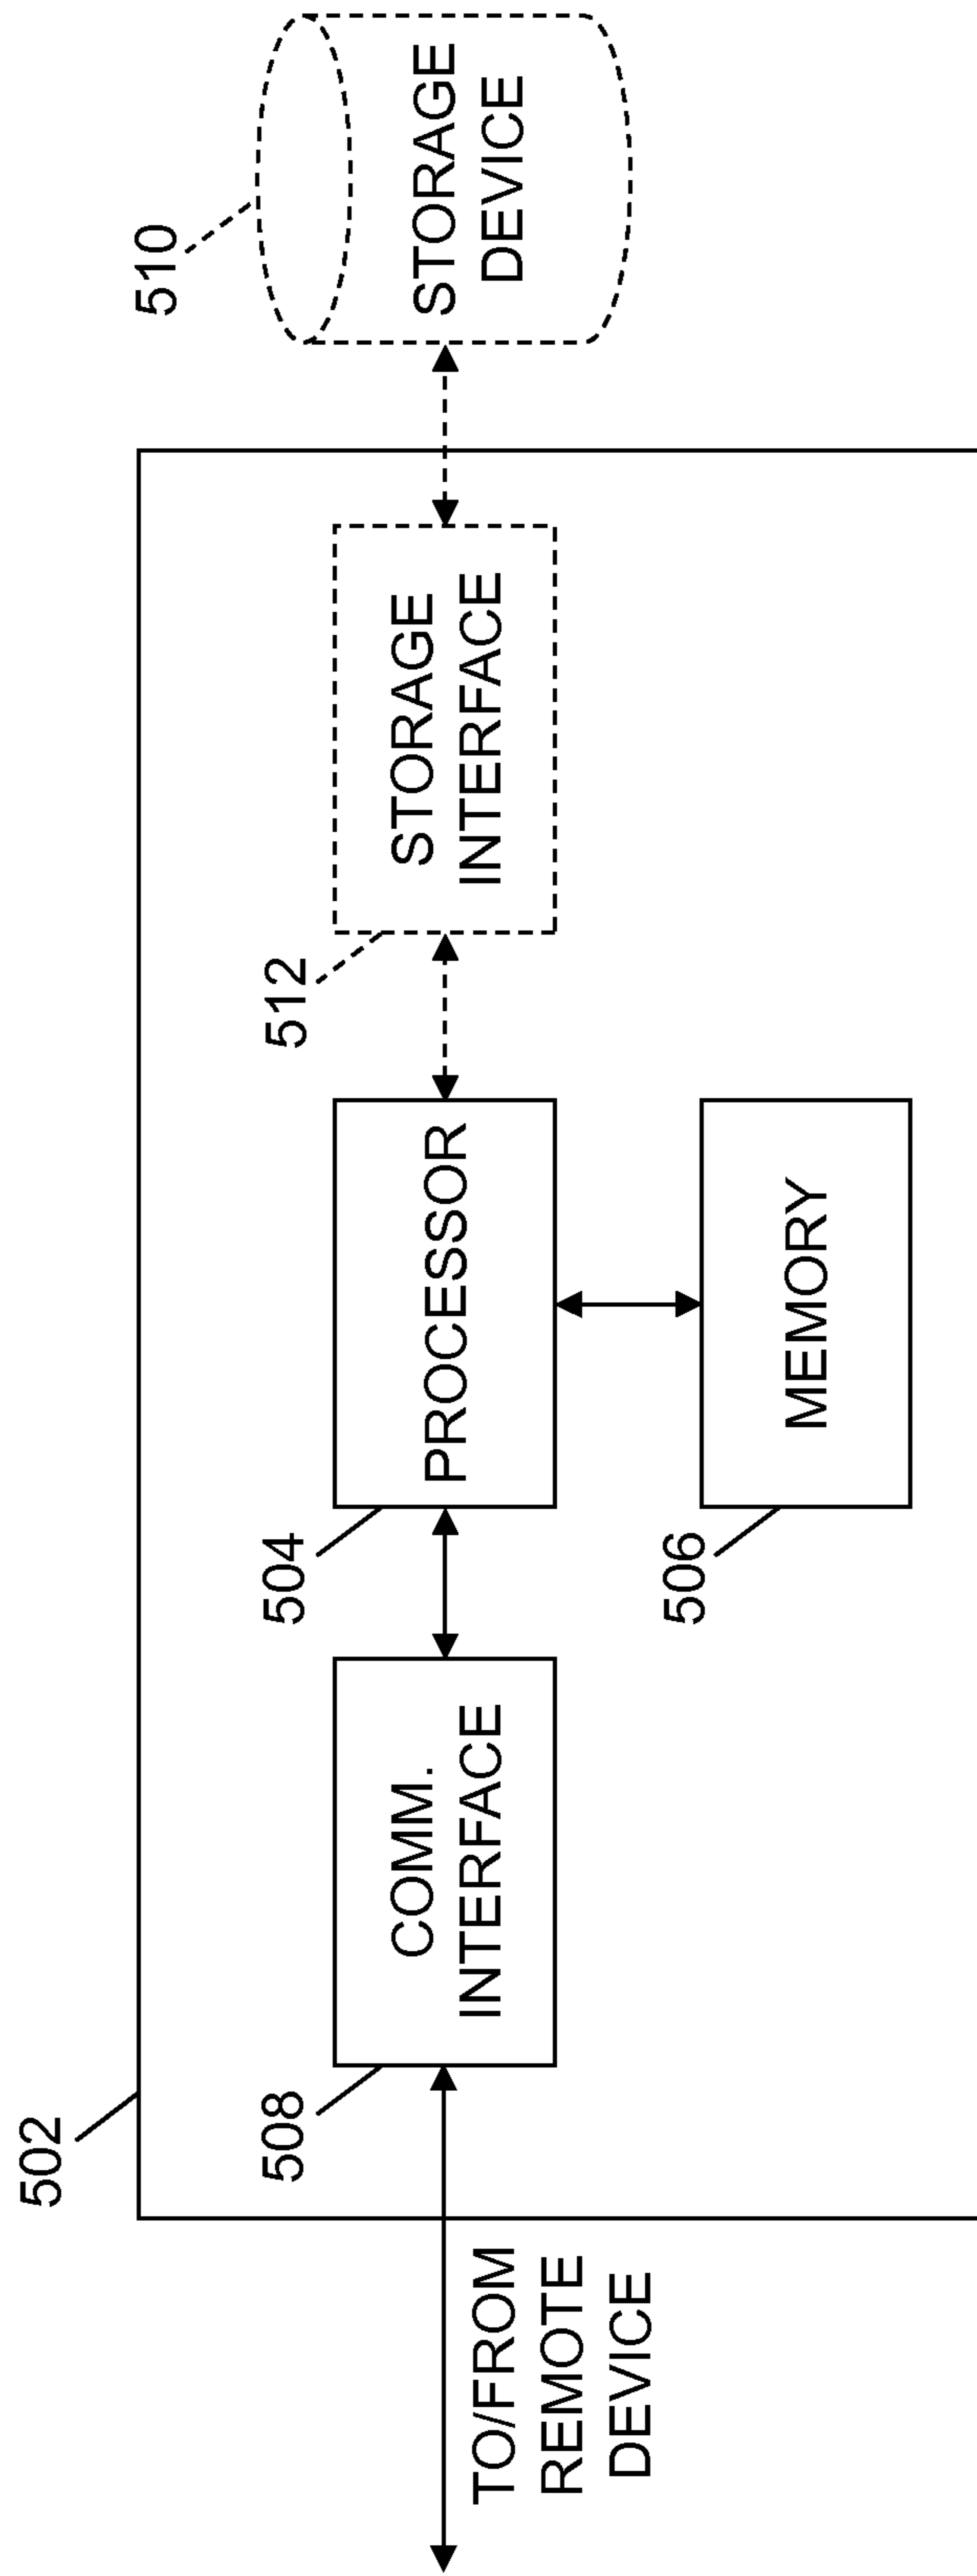 502
508
COMM.
INTERFACE
TO/FROM
REMOTE
DEVICE
504
PROCESSOR
506
MEMORY
512
STORAGE
INTERFACE
510
STORAGE
DEVICE